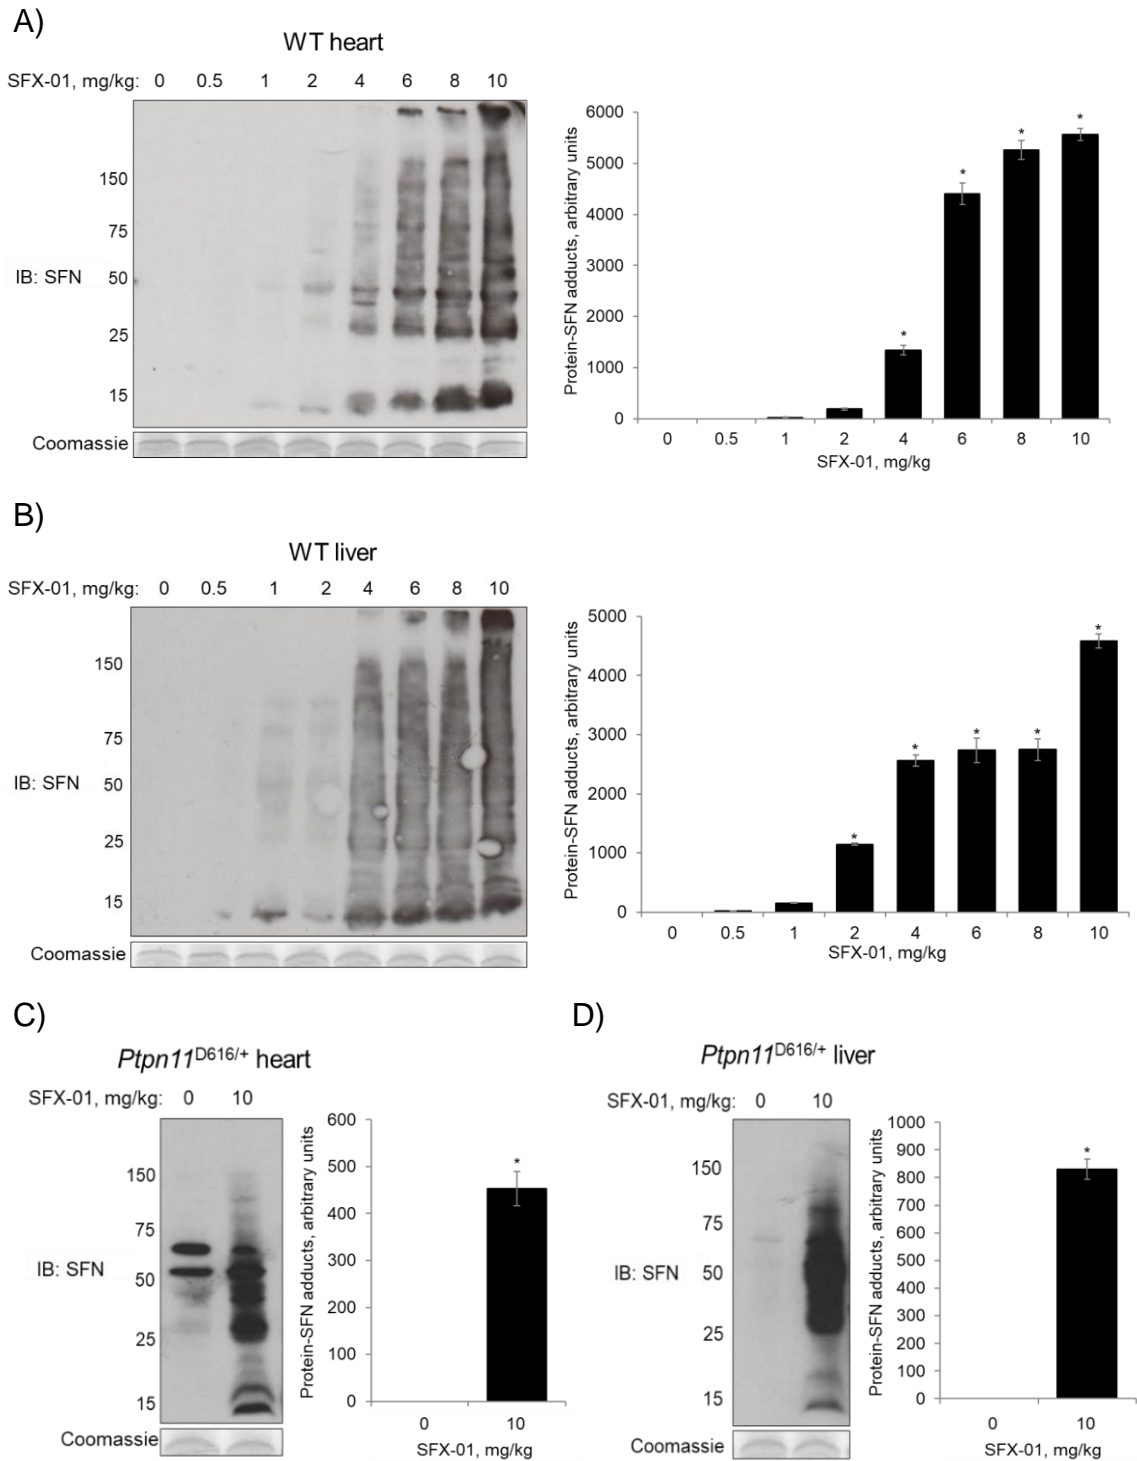 A)
WT heart
SFX-01, mg/kg: 0 0.5 1 2 4 6 8 10
150
75
IB: SFN 50
25
15
Coomassie
Protein-SFN adducts, arbitrary units
6000
5000
4000
3000
2000
1000
0
* * * *
0 0.5 1 2 4 6 8 10
SFX-01, mg/kg
B)
WT liver
SFX-01, mg/kg: 0 0.5 1 2 4 6 8 10
150
75
IB: SFN 50
25
15
Coomassie
Protein-SFN adducts, arbitrary units
5000
4000
3000
2000
1000
0
* * * * *
0 0.5 1 2 4 6 8 10
SFX-01, mg/kg
C)
Ptpn11D616/+ heart
SFX-01, mg/kg: 0 10
150
75
IB: SFN 50
25
15
Coomassie
Protein-SFN adducts, arbitrary units
600
500
400
300
200
100
0
*
0 10
SFX-01, mg/kg
D)
Ptpn11D616/+ liver
SFX-01, mg/kg: 0 10
150
75
IB: SFN 50
25
15
Coomassie
Protein-SFN adducts, arbitrary units
1000
900
800
700
600
500
400
300
200
100
0
*
0 10
SFX-01, mg/kg